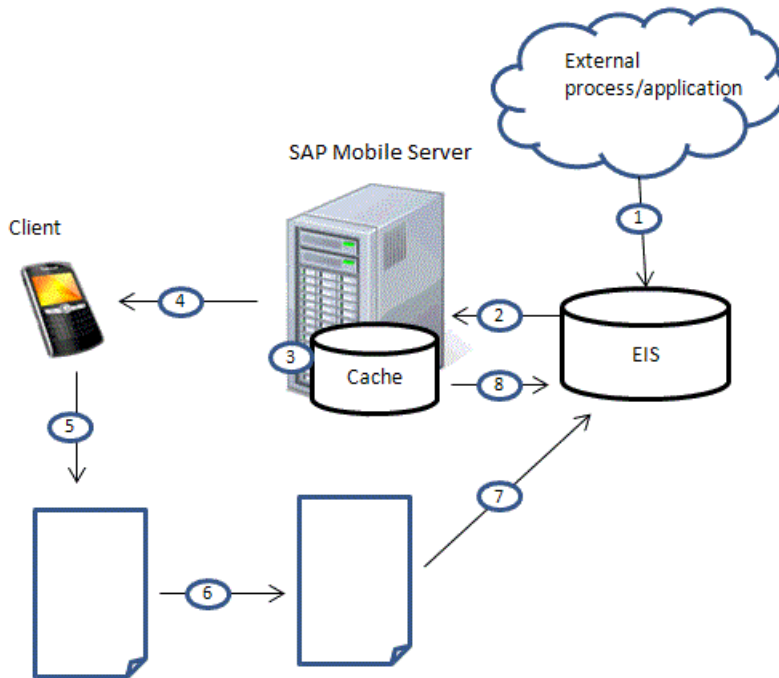 External
process/application
SAP Mobile Server
1
Client
4
2
3
EIS
Cache
8
5
7
6